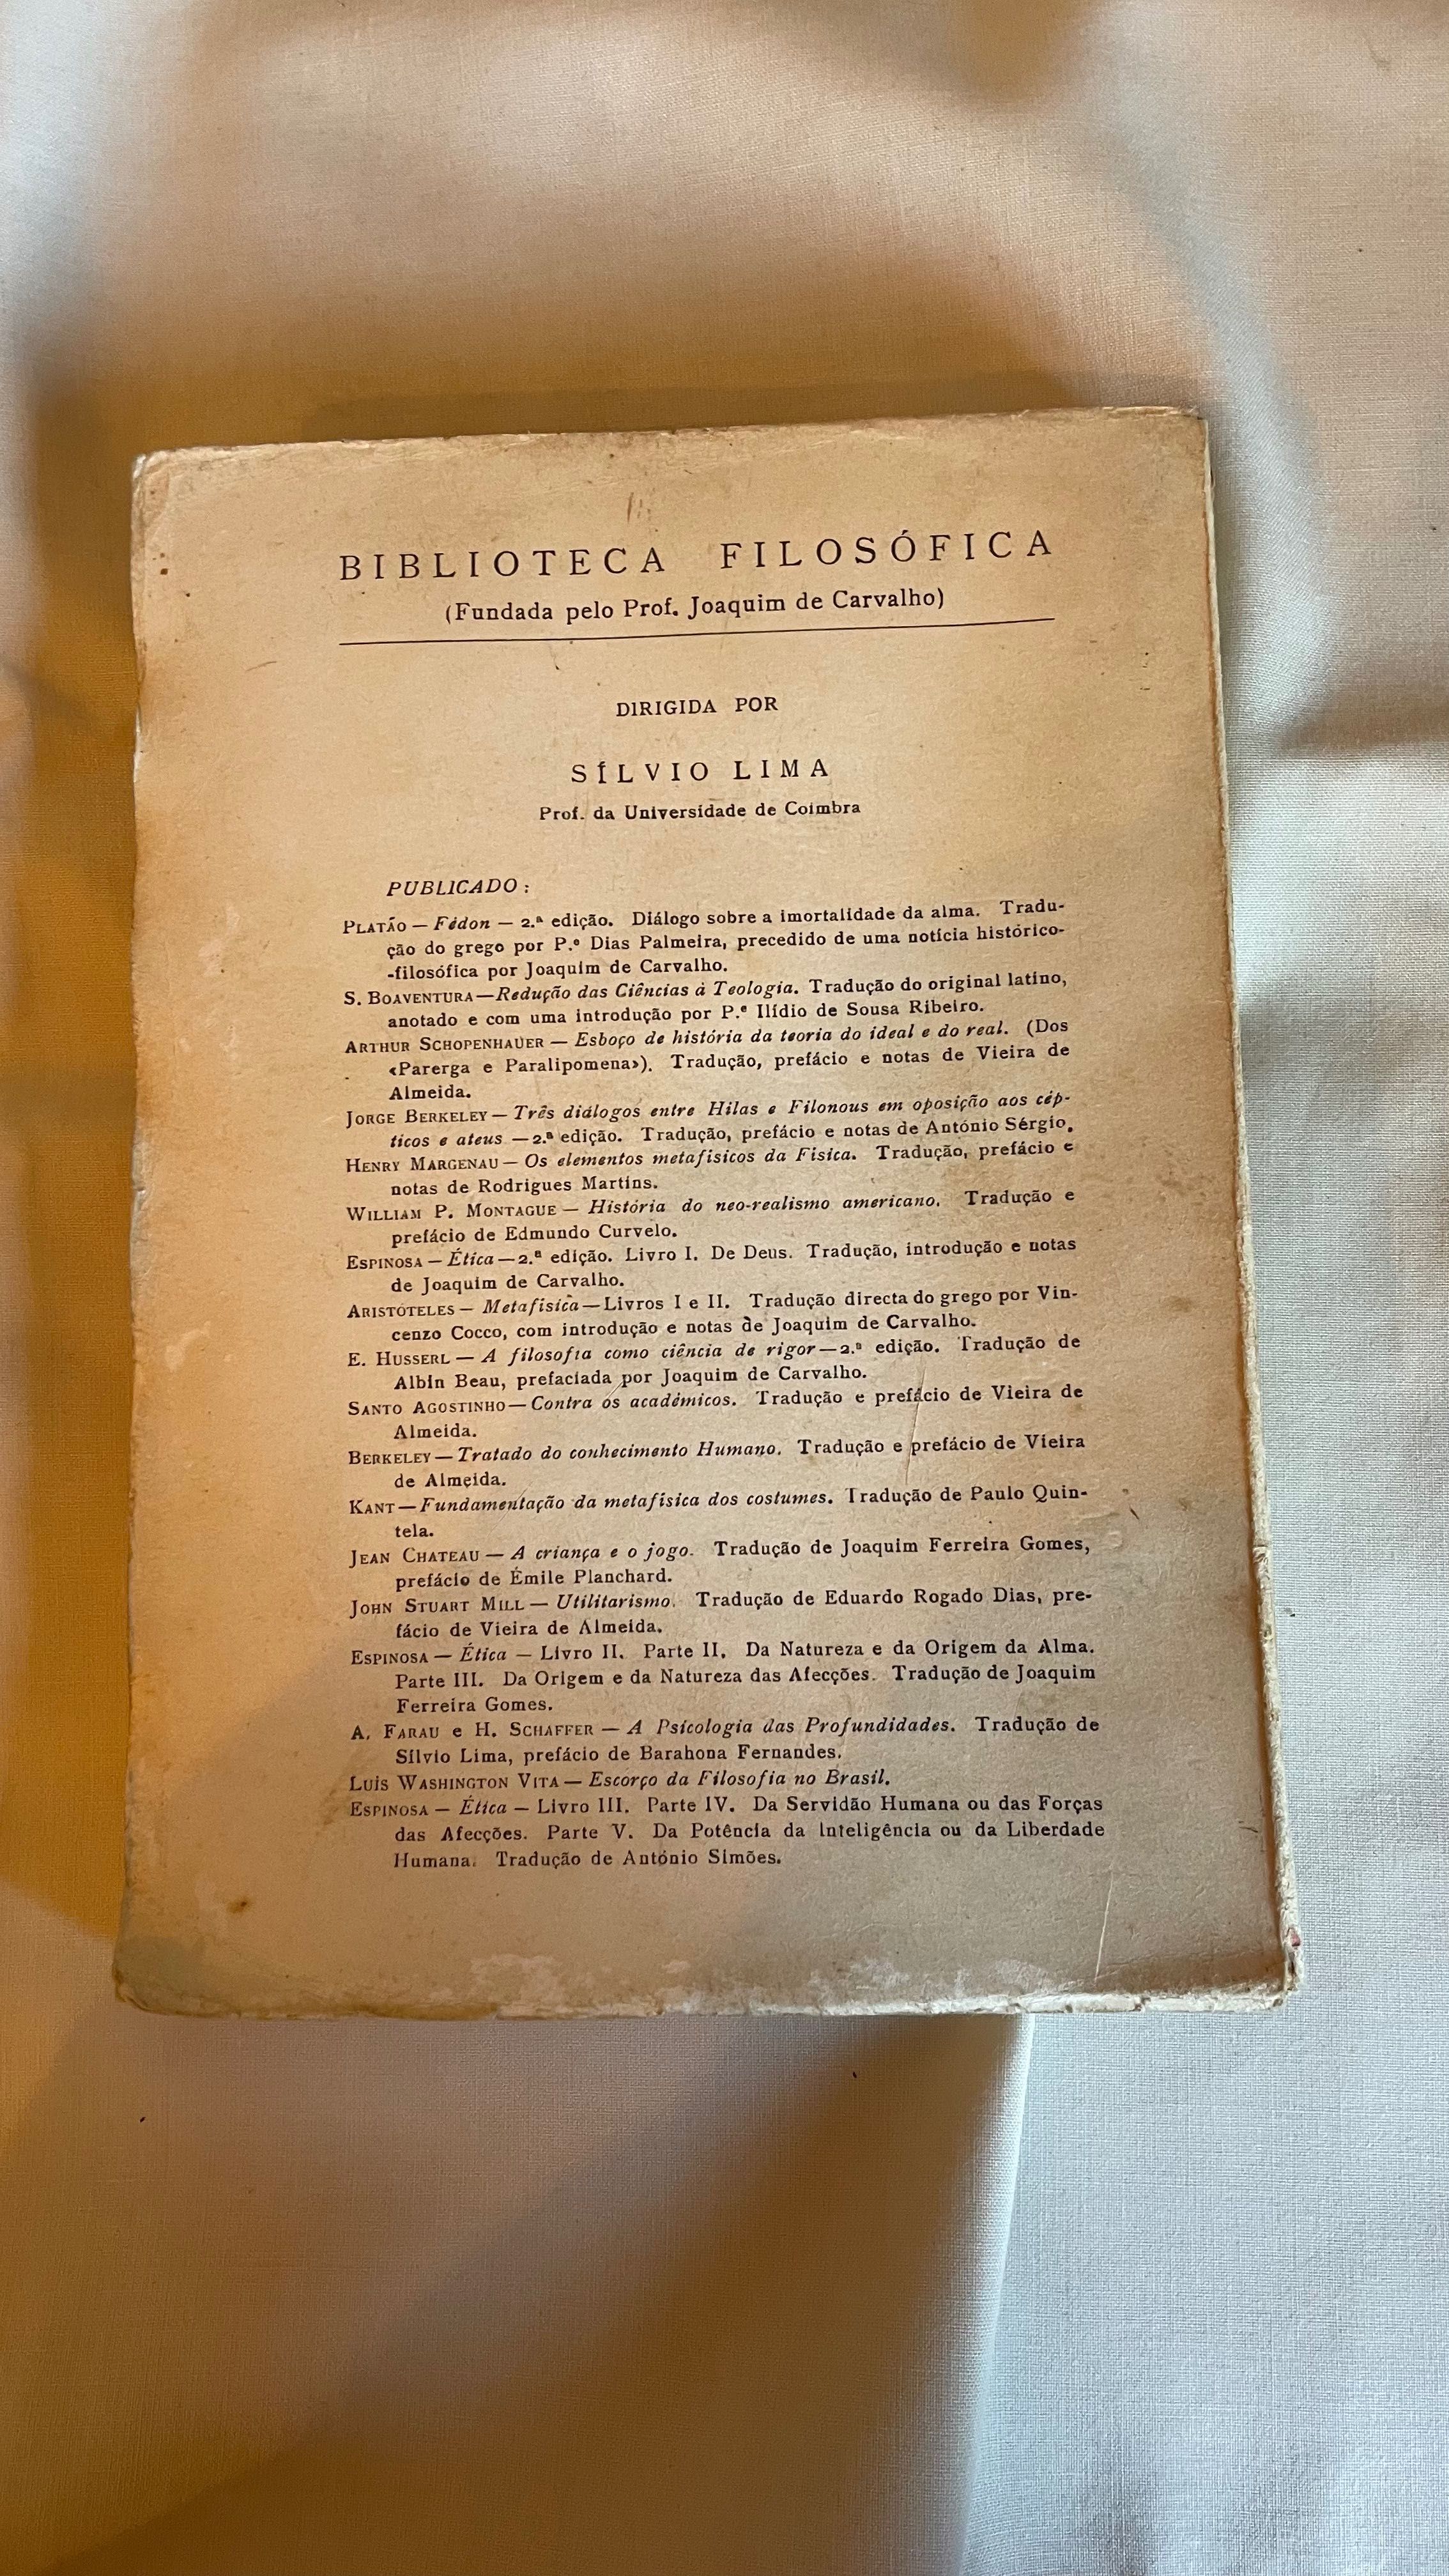 BIBLIOTECA FILOSÓFICA
(Fundada pelo Prof. Joaquim de Carvalho)
DIRIGIDA POR
SÍLVIO LIMA
Prof. da Universidade de Coimbra
PUBLICADO:
PLATÃO — Fédon — 2.ª edição. Diálogo sobre a imortalidade da alma. Tradu-
ção do grego por P.e Dias Palmeira, precedido de uma notícia histórico-
-filosófica por Joaquim de Carvalho.
S. BOAVENTURA — Redução das Ciências à Teologia. Tradução do original latino,
anotado e com uma introdução por P.e Ilídio de Sousa Ribeiro.
ARTHUR SCHOPENHAUER — Esboço de história da teoria do ideal e do real. (Dos
«Parerga e Paralipomena»). Tradução, prefácio e notas de Vieira de
Almeida.
JORGE BERKELEY — Três diálogos entre Hilas e Filonous em oposição aos cép-
ticos e ateus — 2.ª edição. Tradução, prefácio e notas de António Sérgio.
HENRY MARGENAU — Os elementos metafísicos da Física. Tradução, prefácio e
notas de Rodrigues Martins.
WILLIAM P. MONTAGUE — História do neo-realismo americano. Tradução e
prefácio de Edmundo Curvelo.
ESPINOSA — Ética — 2.ª edição. Livro I. De Deus. Tradução, introdução e notas
de Joaquim de Carvalho.
ARISTÓTELES — Metafísica — Livros I e II. Tradução directa do grego por Vin-
cenzo Cocco, com introdução e notas de Joaquim de Carvalho.
E. HUSSERL — A filosofia como ciência de rigor — 2.ª edição. Tradução de
Albin Beau, prefaciada por Joaquim de Carvalho.
SANTO AGOSTINHO — Contra os académicos. Tradução e prefácio de Vieira de
Almeida.
BERKELEY — Tratado do conhecimento Humano. Tradução e prefácio de Vieira
de Almeida.
KANT — Fundamentação da metafísica dos costumes. Tradução de Paulo Quin-
tela.
JEAN CHATEAU — A criança e o jogo. Tradução de Joaquim Ferreira Gomes,
prefácio de Émile Planchard.
JOHN STUART MILL — Utilitarismo. Tradução de Eduardo Rogado Dias, pre-
fácio de Vieira de Almeida.
ESPINOSA — Ética — Livro II. Parte II. Da Natureza e da Origem da Alma.
Parte III. Da Origem e da Natureza das Afecções. Tradução de Joaquim
Ferreira Gomes.
A. FARAU e H. SCHAFFER — A Psicologia das Profundidades. Tradução de
Sílvio Lima, prefácio de Barahona Fernandes.
LUÍS WASHINGTON VITA — Escorço da Filosofia no Brasil.
ESPINOSA — Ética — Livro III. Parte IV. Da Servidão Humana ou das Forças
das Afecções. Parte V. Da Potência da Inteligência ou da Liberdade
Humana. Tradução de António Simões.